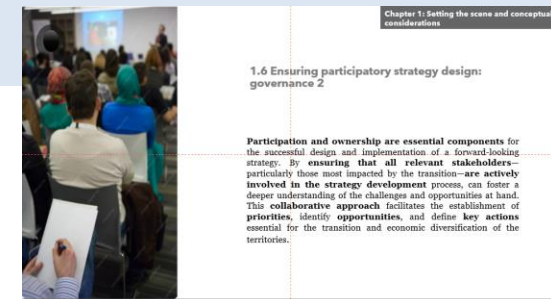 Chapter 1: Setting the scene and conceptual
considerations
1.6 Ensuring participatory strategy design:
governance 2
Participation and ownership are essential components for
the successful design and implementation of a forward-looking
strategy. By ensuring that all relevant stakeholders—
particularly those most impacted by the transition—are actively
involved in the strategy development process, can foster a
deeper understanding of the challenges and opportunities at hand.
This collaborative approach facilitates the establishment of
priorities, identify opportunities, and define key actions
essential for the transition and economic diversification of the
territories.